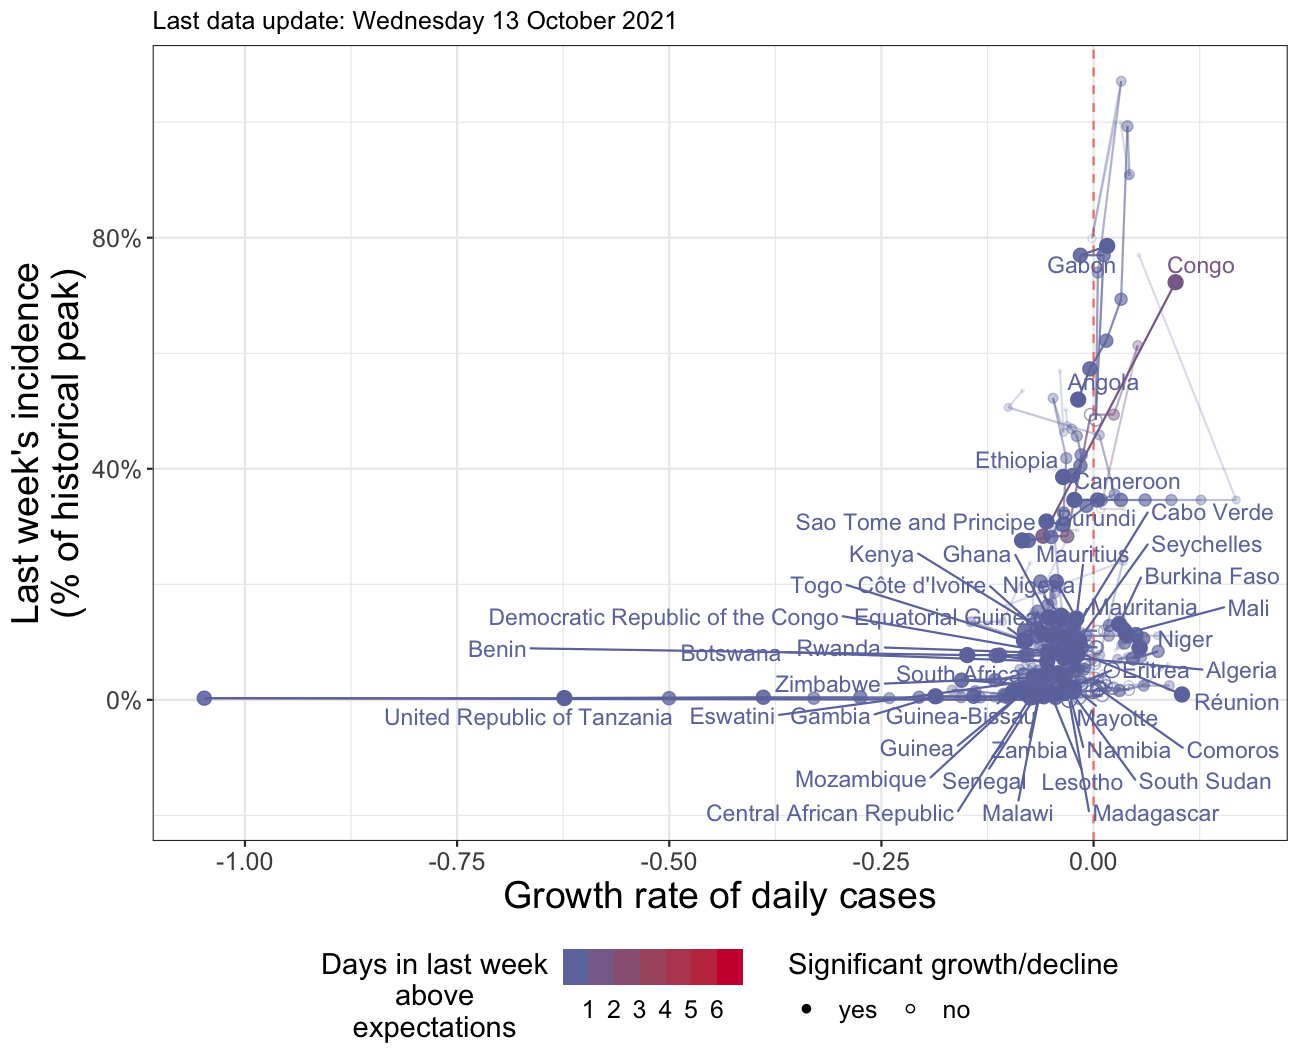 Last data update: Wednesday 13 October 2021
Last week's incidence
(% of historical peak)
80%
40%
0%
Gabon
Congo
Angola
Ethiopia
Cameroon
Sao Tome and Principe
Burundi
Cabo Verde
Kenya
Ghana
Mauritius
Seychelles
Togo
Côte d'Ivoire
Nigeria
Burkina Faso
Democratic Republic of the Congo
Equatorial Guinea
Mauritania
Mali
Benin
Botswana
Rwanda
Niger
Zimbabwe
South Africa
Eritrea
Algeria
Réunion
United Republic of Tanzania
Eswatini
Gambia
Guinea-Bissau
Mayotte
Guinea
Zambia
Namibia
Comoros
Mozambique
Senegal
Lesotho
South Sudan
Central African Republic
Malawi
Madagascar
-1.00
-0.75
-0.50
-0.25
0.00
Growth rate of daily cases
Days in last week
above
expectations
1 2 3 4 5 6
Significant growth/decline
yes
no